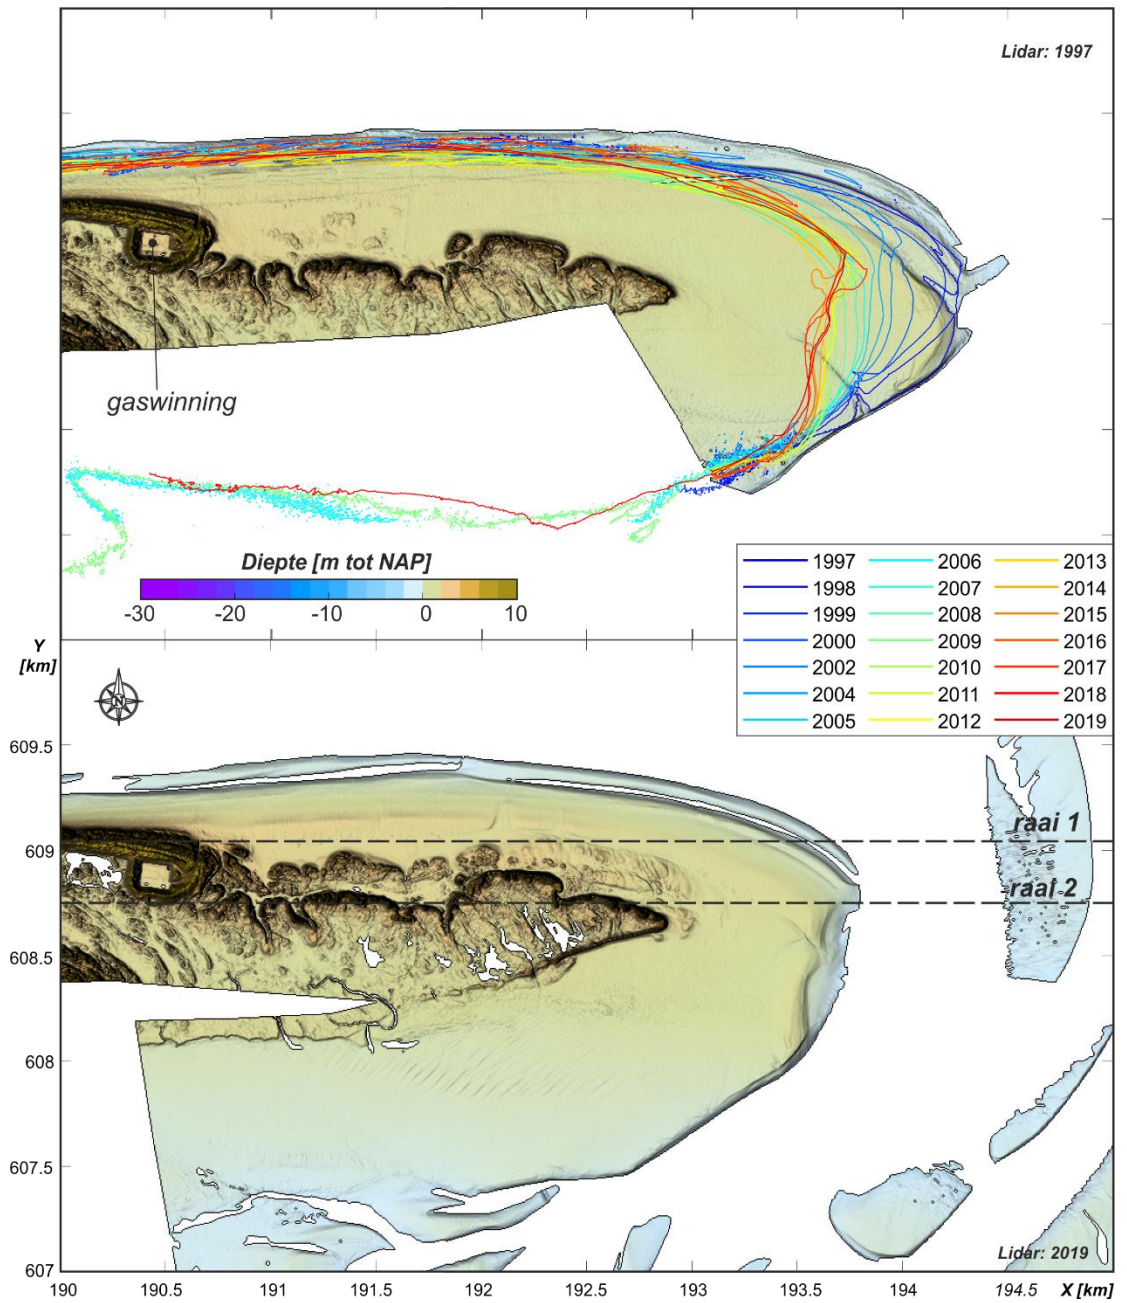 Lidar: 1997
gaswinning
Diepte [m tot NAP]
-30 -20 -10 0 10
1997 2006 2013
1998 2007 2014
1999 2008 2015
2000 2009 2016
2002 2010 2017
2004 2011 2018
2005 2012 2019
Y
[km]
N
609.5
raai 1
609
raai 2
608.5
608
607.5
Lidar: 2019
607
190 190.5 191 191.5 192 192.5 193 193.5 194 194.5 X [km]